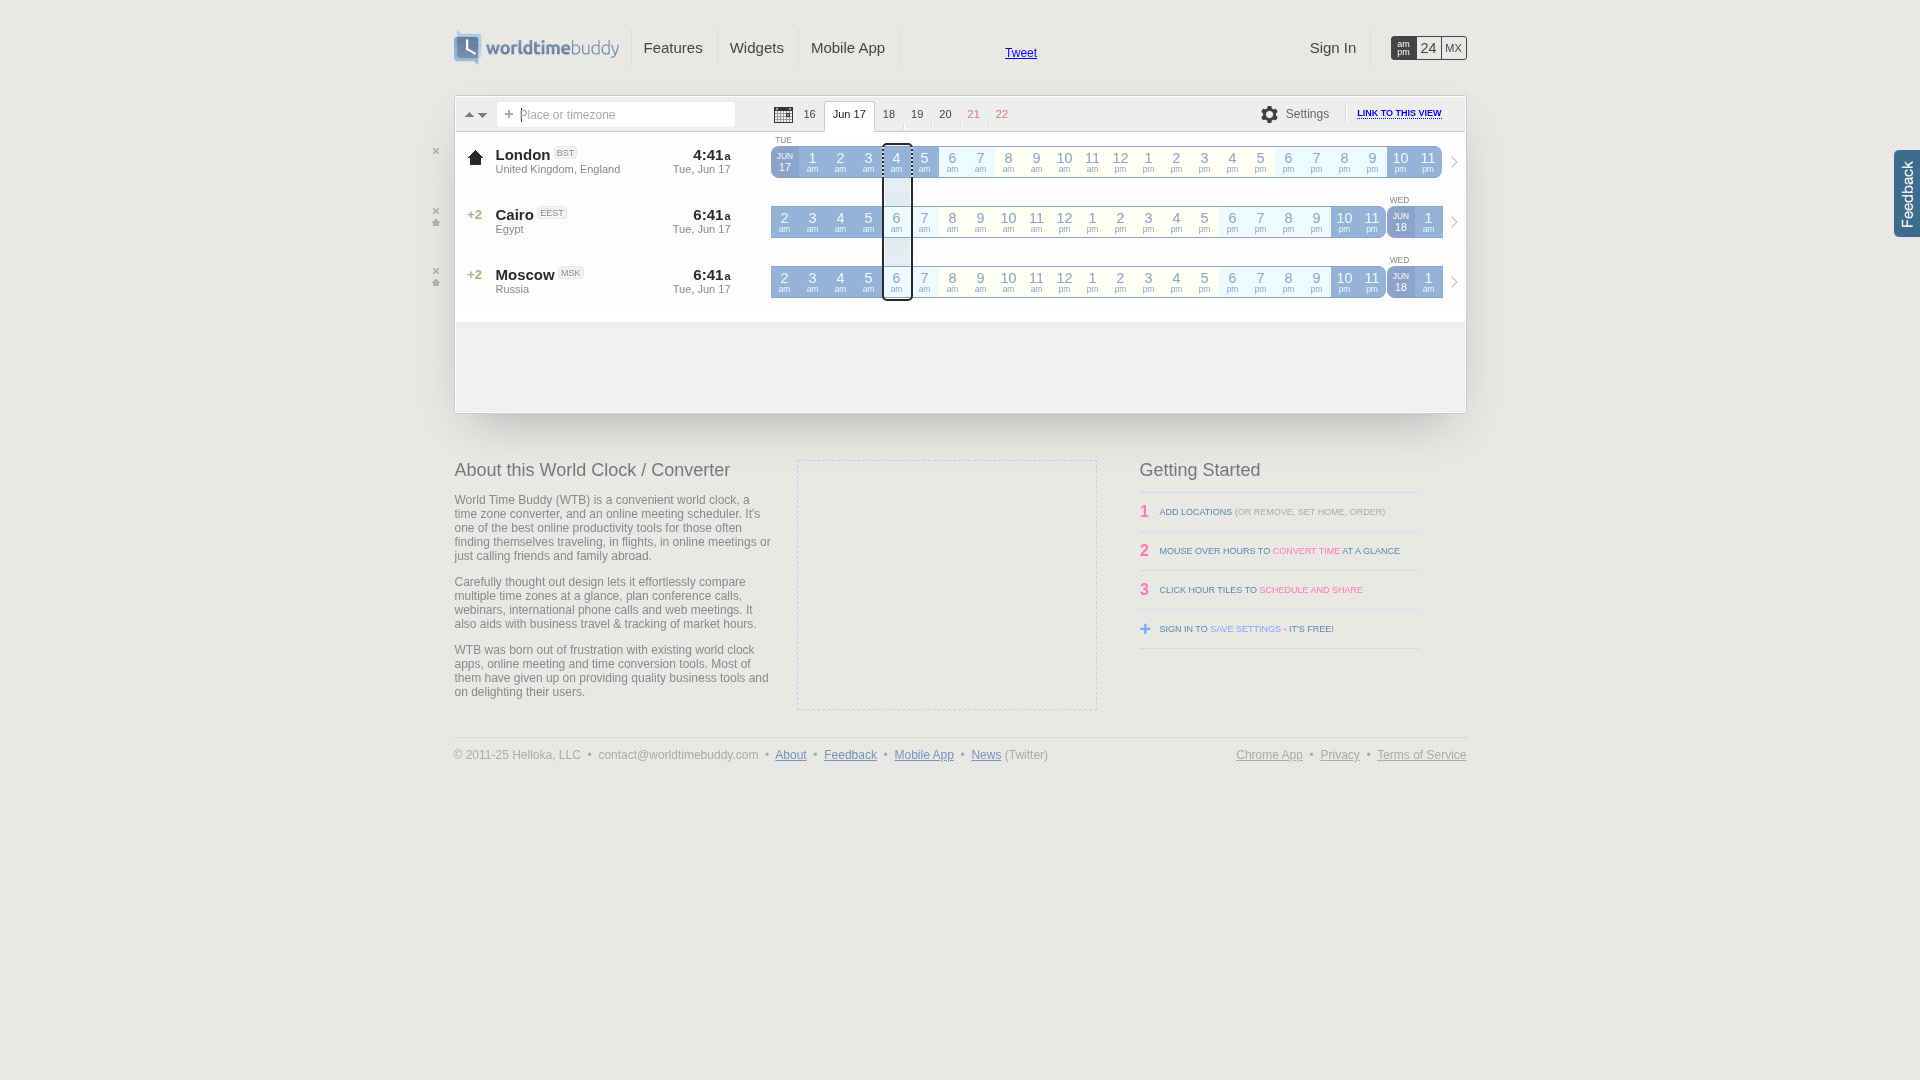 worldtimebuddy Features Widgets Mobile App Tweet Sign In am pm 24 MX
Place or timezone 16 Jun 17 18 19 20 21 22 Settings LINK TO THIS VIEW
TUE
London BST 4:41a
United Kingdom, England Tue, Jun 17
JUN 17 1 am 2 am 3 am 4 am 5 am 6 am 7 am 8 am 9 am 10 am 11 am 12 pm 1 pm 2 pm 3 pm 4 pm 5 pm 6 pm 7 pm 8 pm 9 pm 10 pm 11 pm
WED
+2 Cairo EEST 6:41a
Egypt Tue, Jun 17
2 am 3 am 4 am 5 am 6 am 7 am 8 am 9 am 10 am 11 am 12 pm 1 pm 2 pm 3 pm 4 pm 5 pm 6 pm 7 pm 8 pm 9 pm 10 pm 11 pm JUN 18 1 am
WED
+2 Moscow MSK 6:41a
Russia Tue, Jun 17
2 am 3 am 4 am 5 am 6 am 7 am 8 am 9 am 10 am 11 am 12 pm 1 pm 2 pm 3 pm 4 pm 5 pm 6 pm 7 pm 8 pm 9 pm 10 pm 11 pm JUN 18 1 am
Feedback
About this World Clock / Converter
World Time Buddy (WTB) is a convenient world clock, a
time zone converter, and an online meeting scheduler. It's
one of the best online productivity tools for those often
finding themselves traveling, in flights, in online meetings or
just calling friends and family abroad.
Carefully thought out design lets it effortlessly compare
multiple time zones at a glance, plan conference calls,
webinars, international phone calls and web meetings. It
also aids with business travel & tracking of market hours.
WTB was born out of frustration with existing world clock
apps, online meeting and time conversion tools. Most of
them have given up on providing quality business tools and
on delighting their users.
Getting Started
1 ADD LOCATIONS (OR REMOVE, SET HOME, ORDER)
2 MOUSE OVER HOURS TO CONVERT TIME AT A GLANCE
3 CLICK HOUR TILES TO SCHEDULE AND SHARE
+ SIGN IN TO SAVE SETTINGS - IT'S FREE!
© 2011-25 Helloka, LLC • contact@worldtimebuddy.com • About • Feedback • Mobile App • News (Twitter) Chrome App • Privacy • Terms of Service